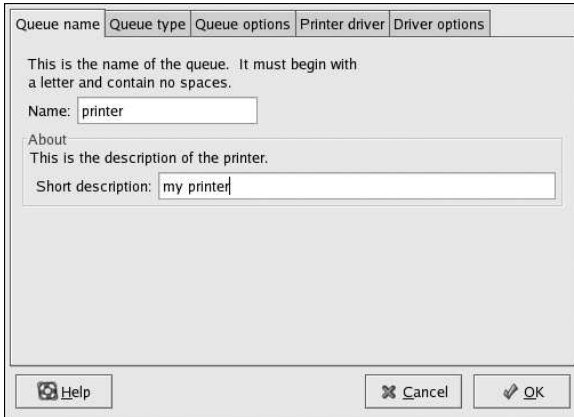 Queue name Queue type Queue options Printer driver Driver options
This is the name of the queue. It must begin with
a letter and contain no spaces.
Name: printer
About
This is the description of the printer.
Short description: my printer
Help Cancel OK